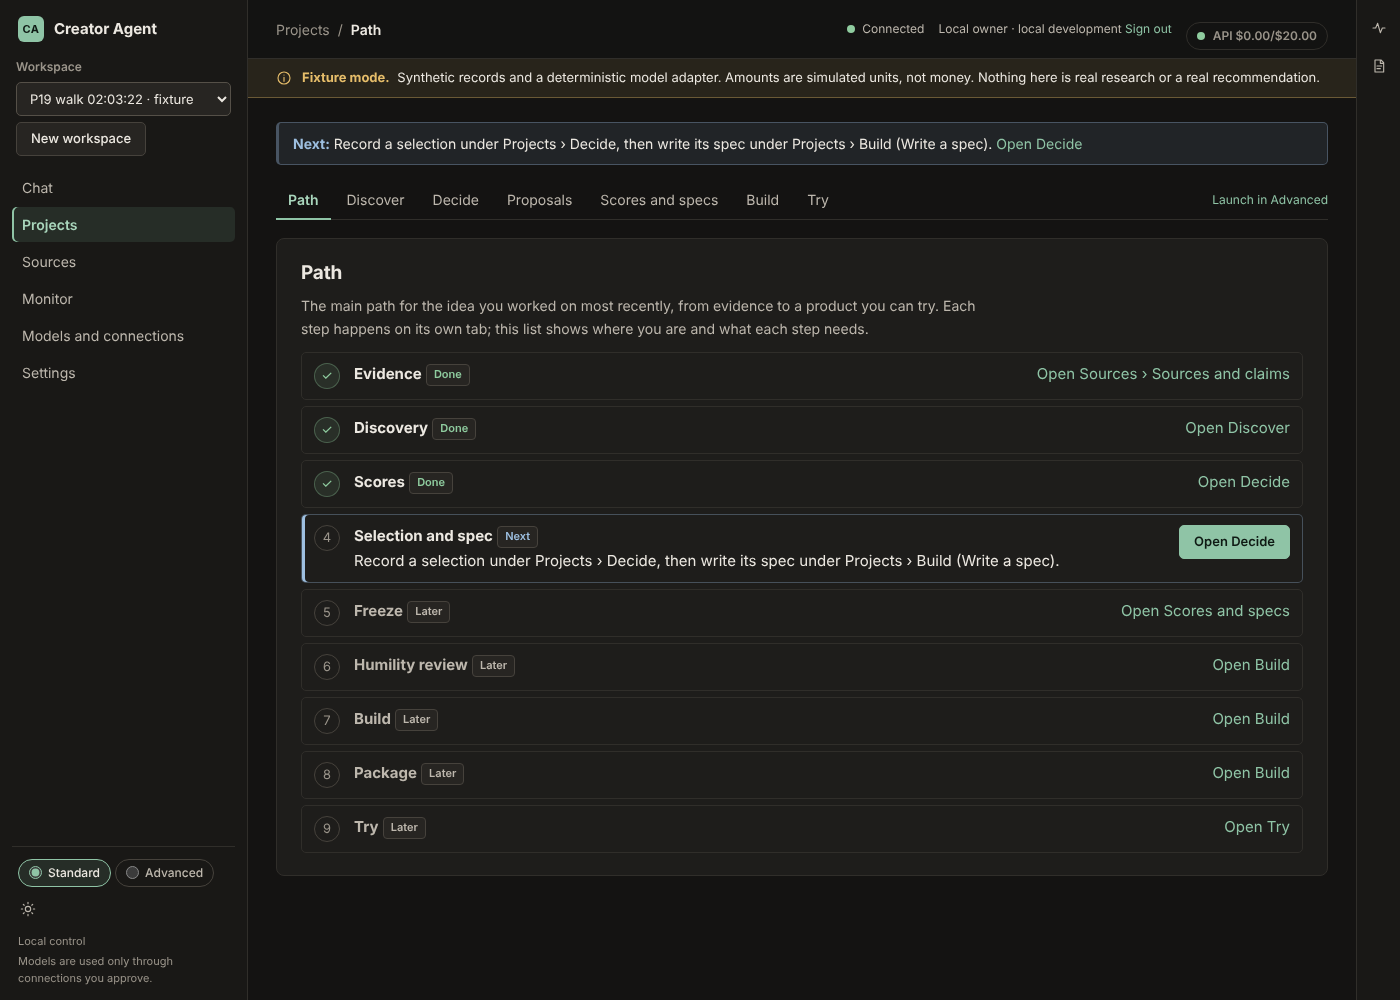 CA Creator Agent
Workspace
P19 walk 02:03:22 · fixture
New workspace
Chat
Projects
Sources
Monitor
Models and connections
Settings
Standard
Advanced
Local control
Models are used only through
connections you approve.
Projects / Path
Connected
Local owner · local development Sign out
API $0.00/$20.00
Fixture mode. Synthetic records and a deterministic model adapter. Amounts are simulated units, not money. Nothing here is real research or a real recommendation.
Next: Record a selection under Projects › Decide, then write its spec under Projects › Build (Write a spec). Open Decide
Path Discover Decide Proposals Scores and specs Build Try
Launch in Advanced
Path
The main path for the idea you worked on most recently, from evidence to a product you can try. Each
step happens on its own tab; this list shows where you are and what each step needs.
Evidence Done Open Sources › Sources and claims
Discovery Done Open Discover
Scores Done Open Decide
4 Selection and spec Next Open Decide
Record a selection under Projects › Decide, then write its spec under Projects › Build (Write a spec).
5 Freeze Later Open Scores and specs
6 Humility review Later Open Build
7 Build Later Open Build
8 Package Later Open Build
9 Try Later Open Try